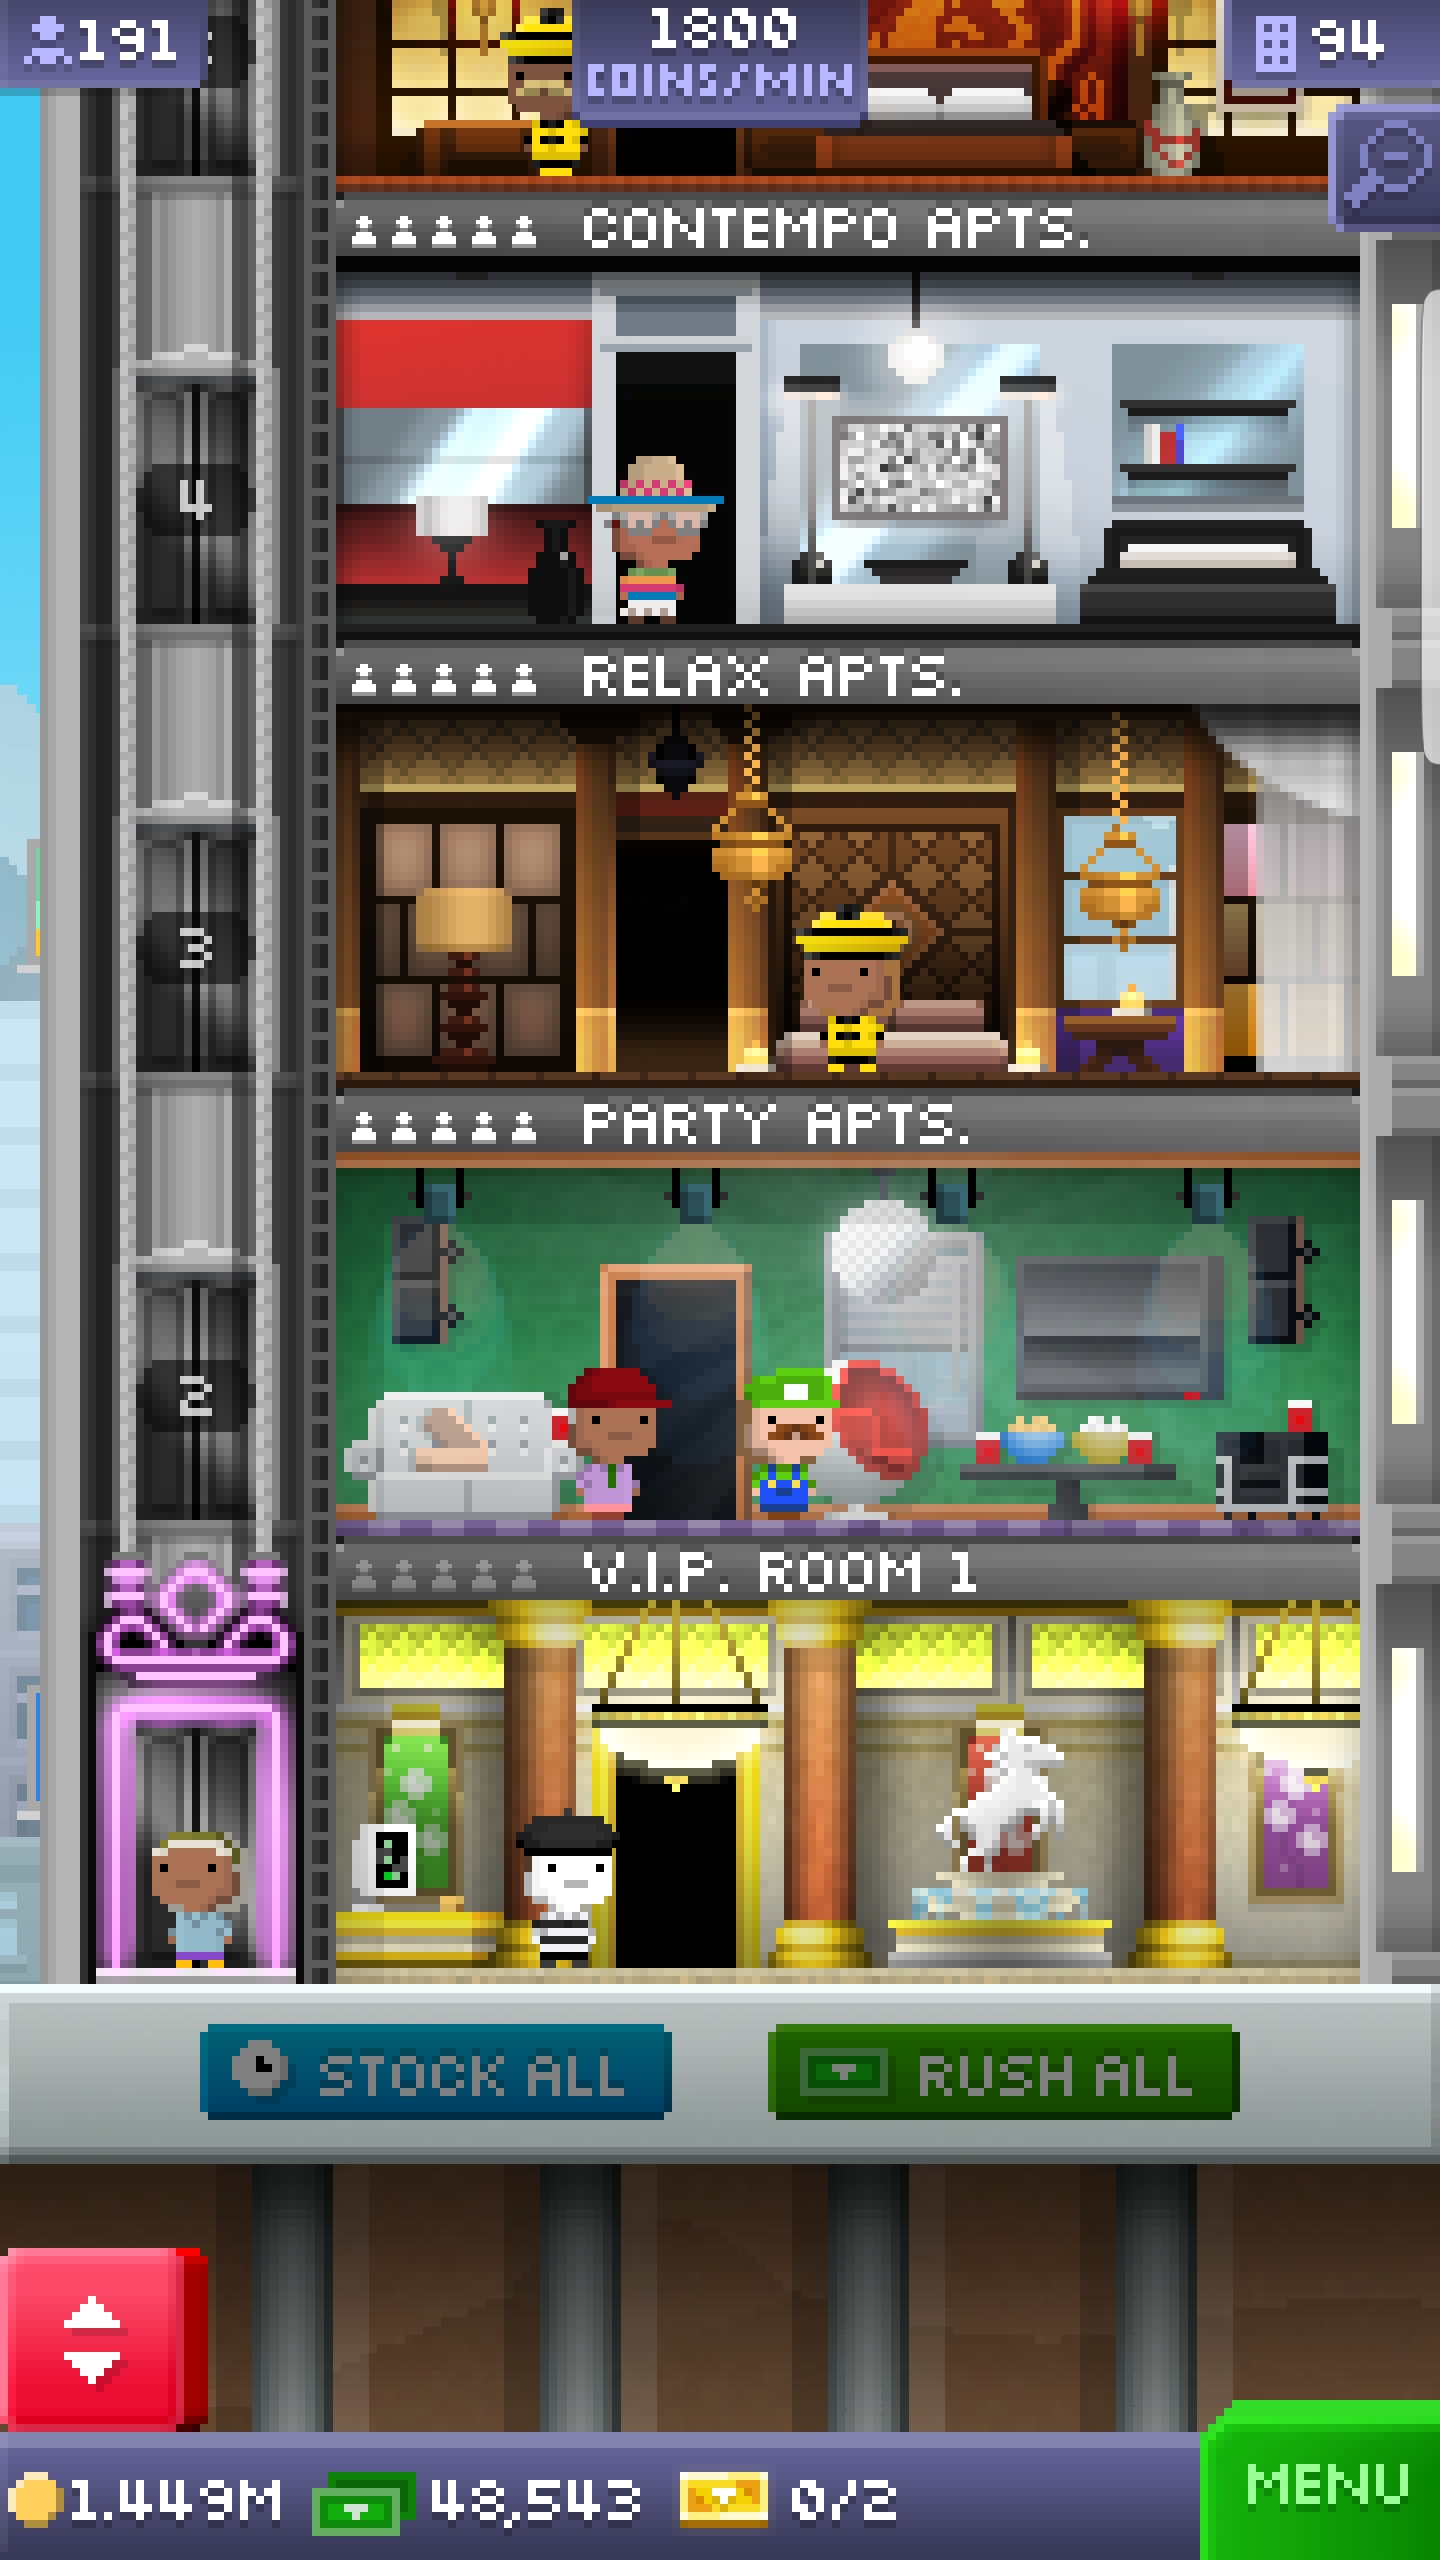 191
1800
COINS/MIN
94
CONTEMPO APTS.
4
RELAX APTS.
3
PARTY APTS.
2
V.I.P. ROOM 1
STOCK ALL
RUSH ALL
1.449M
48,543
0/2
MENU